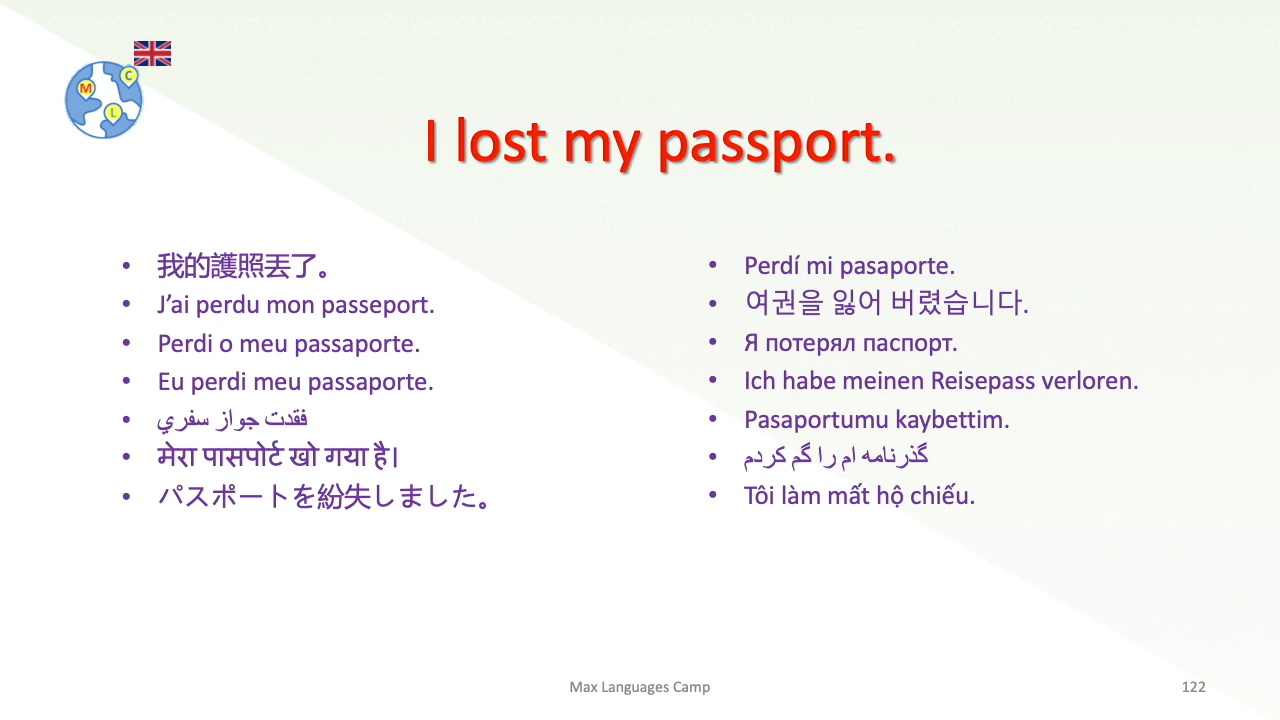 M
C
L
I lost my passport.
• 我的護照丟了。
• J’ai perdu mon passeport.
• Perdi o meu passaporte.
• Eu perdi meu passaporte.
• فقدت جواز سفري
• मेरा पासपोर्ट खो गया है।
• パスポートを紛失しました。
• Perdí mi pasaporte.
• 여권을 잃어 버렸습니다.
• Я потерял паспорт.
• Ich habe meinen Reisepass verloren.
• Pasaportumu kaybettim.
• گذرنامه ام را گم کردم
• Tôi làm mất hộ chiếu.
Max Languages Camp
122